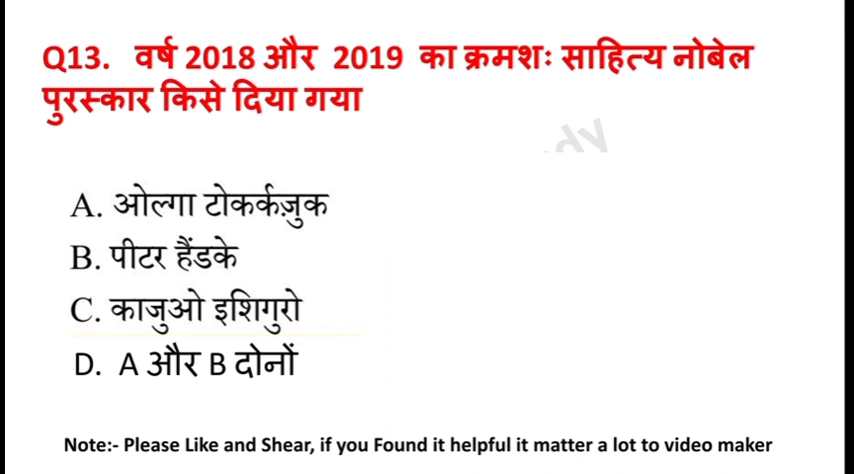 Q13. वर्ष 2018 और 2019 का क्रमशः साहित्य नोबेल
पुरस्कार किसे दिया गया
A. ओल्गा टोकर्कज़ुक
B. पीटर हैंडके
C. काजुओ इशिगुरो
D. A और B दोनों
Note:- Please Like and Shear, if you Found it helpful it matter a lot to video maker